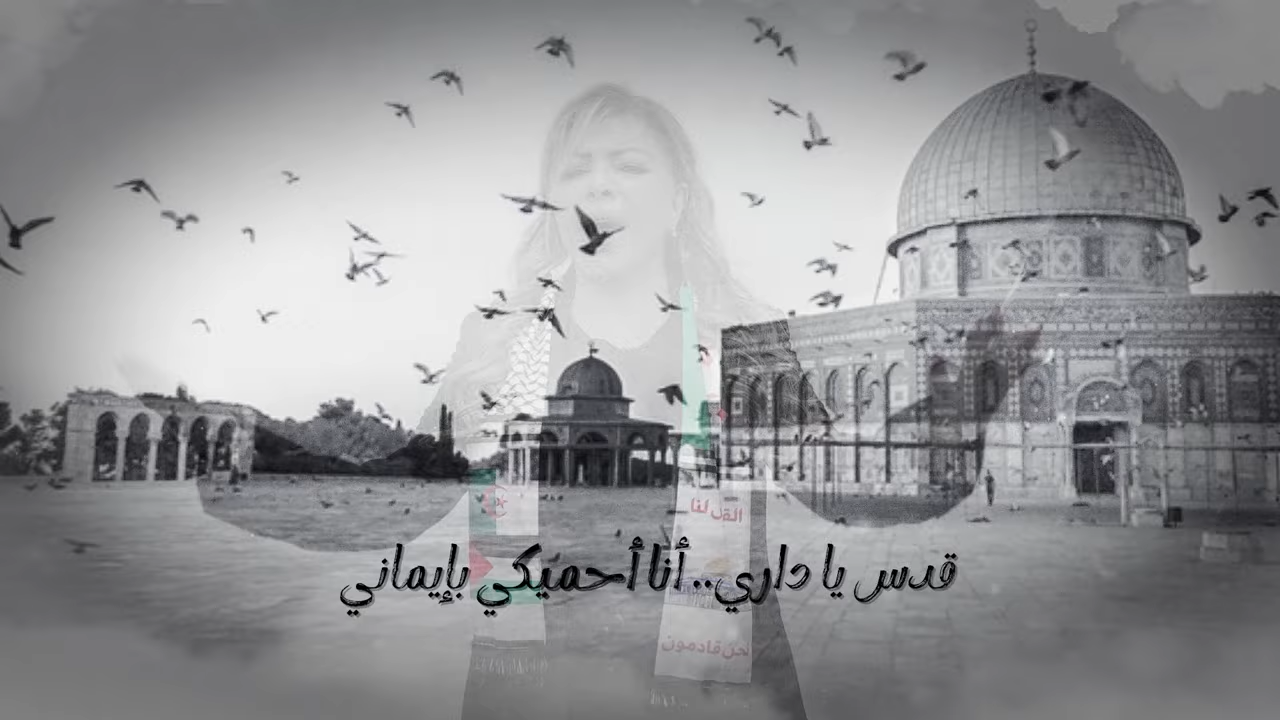 القدس لنا
قدس يا داري.. أنا أحميكي بإيماني
نحن قادمون